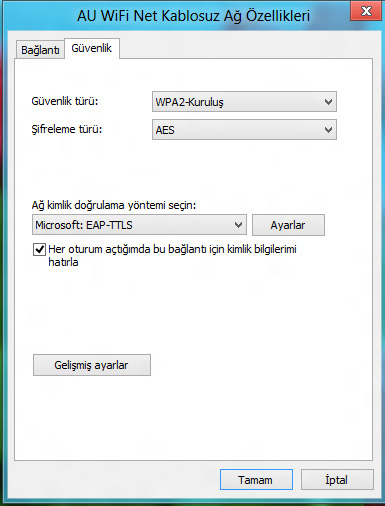 AU WiFi Net Kablosuz Ağ Özellikleri
Bağlantı Güvenlik
Güvenlik türü: WPA2-Kuruluş
Şifreleme türü: AES
Ağ kimlik doğrulama yöntemi seçin:
Microsoft: EAP-TTLS Ayarlar
Her oturum açtığımda bu bağlantı için kimlik bilgilerimi
hatırla
Gelişmiş ayarlar
Tamam İptal